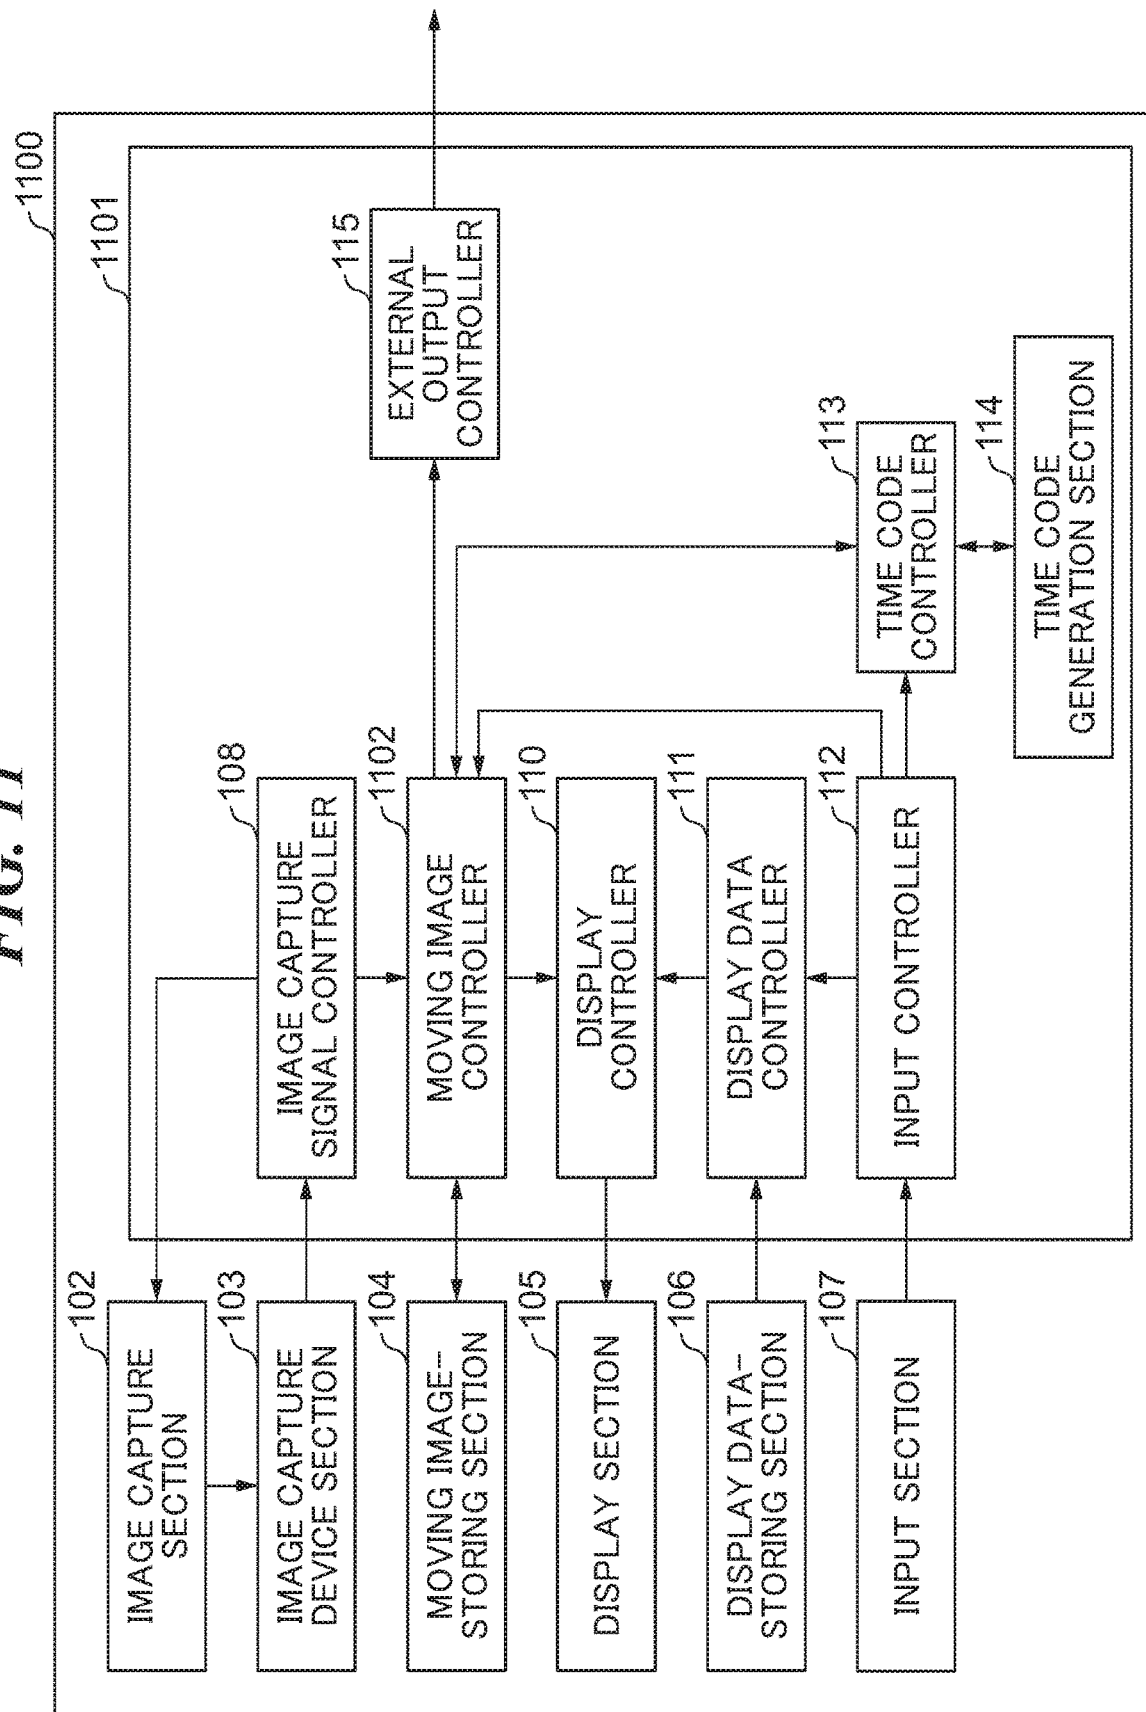 FIG. 11
1100
1101
102
IMAGE CAPTURE
SECTION
103
IMAGE CAPTURE
DEVICE SECTION
108
IMAGE CAPTURE
SIGNAL CONTROLLER
115
EXTERNAL
OUTPUT
CONTROLLER
104
MOVING IMAGE-
STORING SECTION
1102
MOVING IMAGE
CONTROLLER
105
DISPLAY SECTION
110
DISPLAY
CONTROLLER
106
DISPLAY DATA-
STORING SECTION
111
DISPLAY DATA
CONTROLLER
107
INPUT SECTION
112
INPUT CONTROLLER
113
TIME CODE
CONTROLLER
114
TIME CODE
GENERATION SECTION